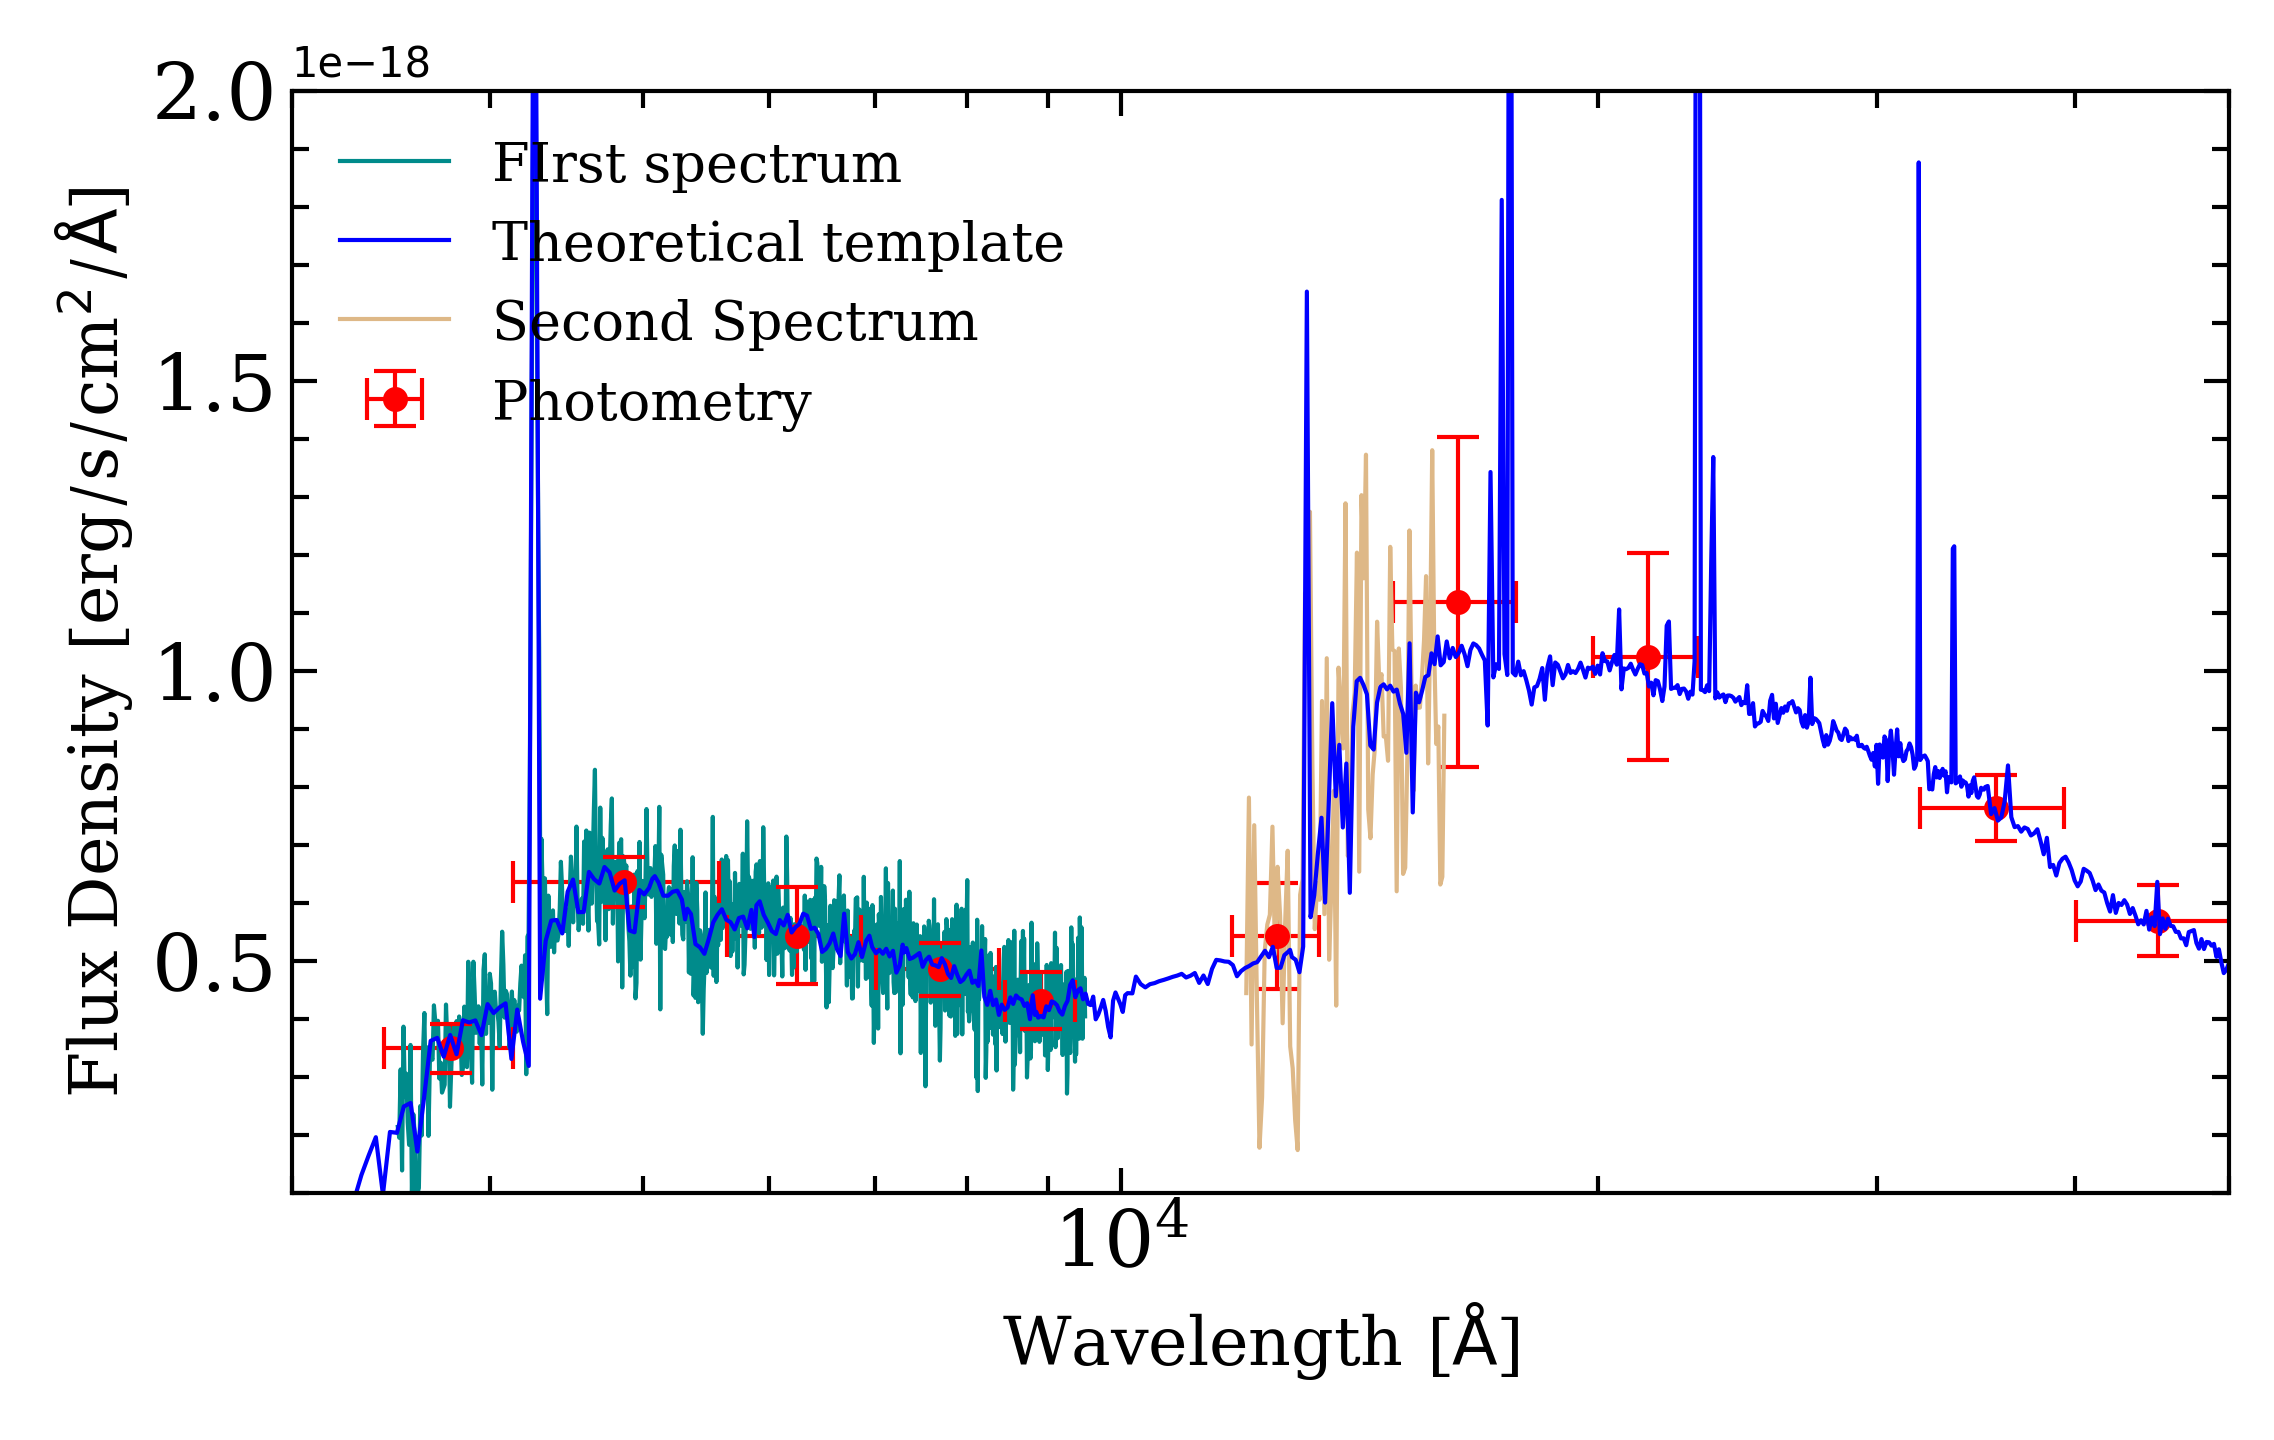 1e−18
2.0
1.5
1.0
0.5
Flux Density [erg/s/cm²/Å]
FIrst spectrum
Theoretical template
Second Spectrum
Photometry
10⁴
Wavelength [Å]